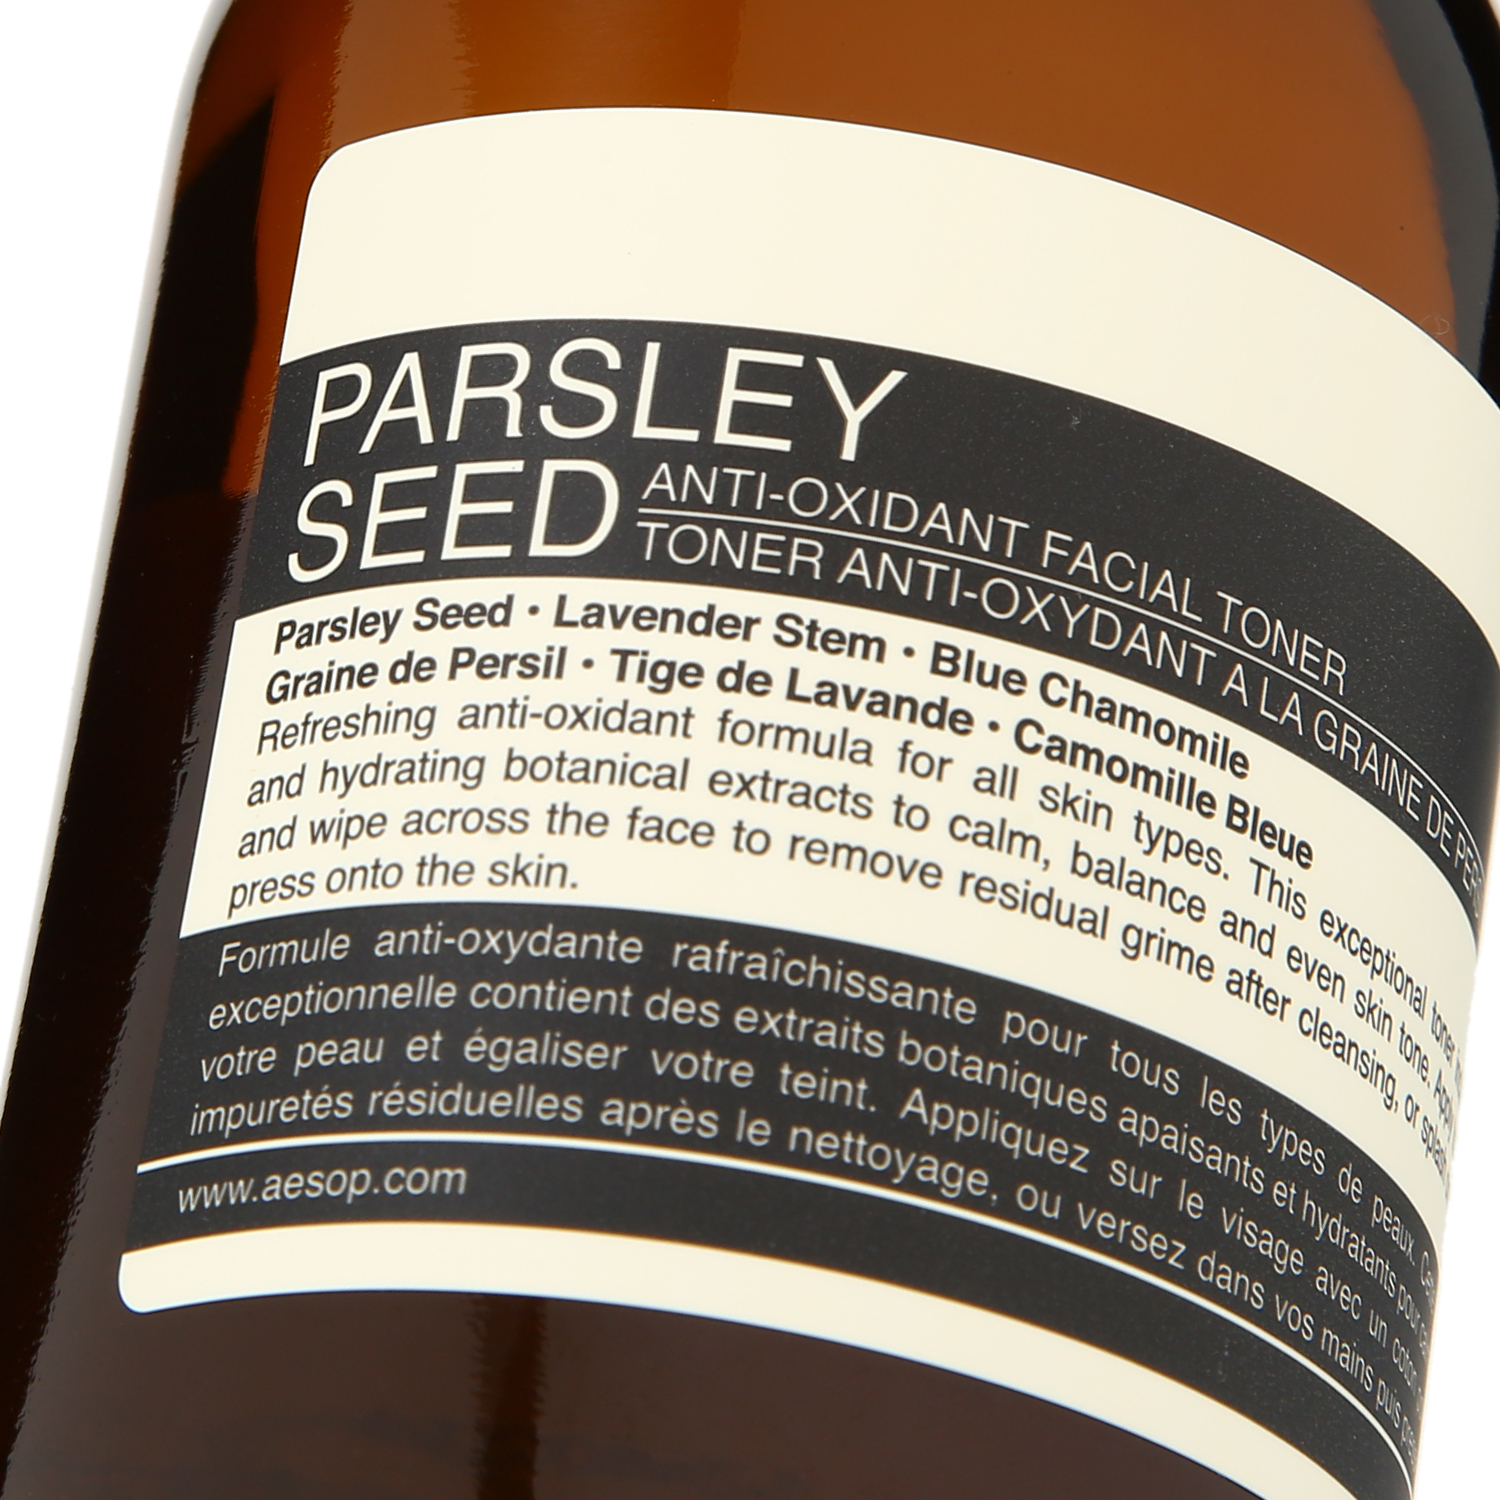 PARSLEY
SEED
ANTI-OXIDANT FACIAL TONER
TONER ANTI-OXYDANT A LA GRAINE DE
Parsley Seed • Lavender Stem • Blue Chamomile
Graine de Persil • Tige de Lavande • Camomille Bleue
Refreshing anti-oxidant formula for all skin types. This exceptional toner
and hydrating botanical extracts to calm, balance and even skin tone. Apply
and wipe across the face to remove residual grime after cleansing, or
press onto the skin.
Formule anti-oxydante rafraîchissante pour tous les types de peaux.
exceptionnelle contient des extraits botaniques apaisants et hydratants pour
votre peau et égaliser votre teint. Appliquez sur le visage avec un coton
impuretés résiduelles après le nettoyage, ou versez dans vos mains puis
www.aesop.com